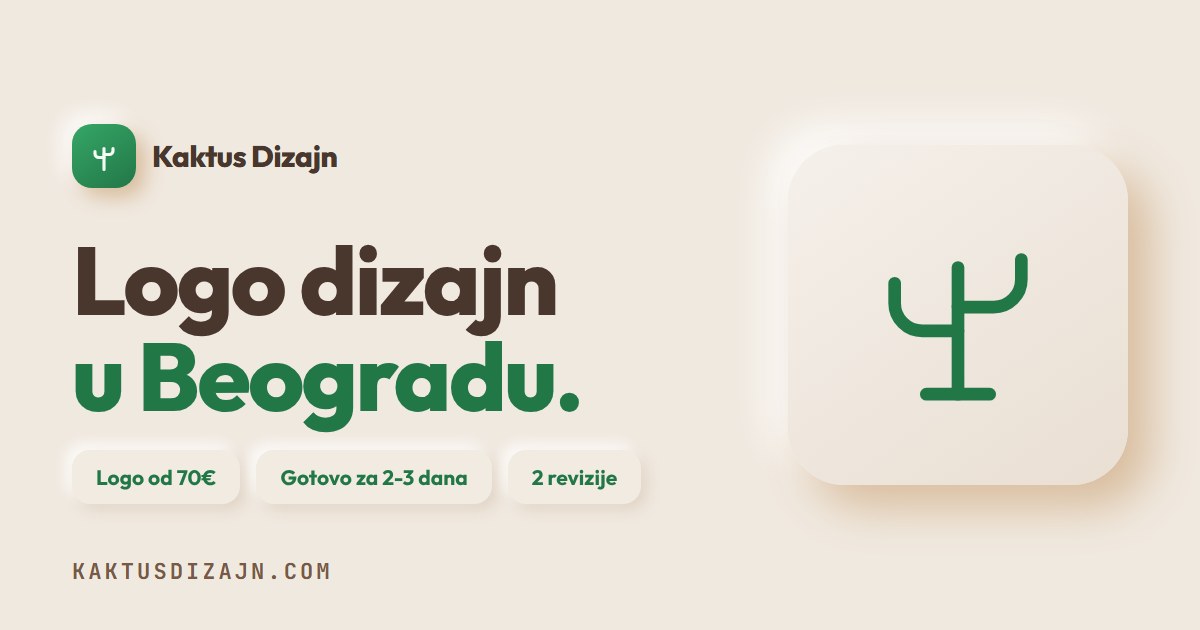 Kaktus Dizajn
Logo dizajn
u Beogradu.
Logo od 70€
Gotovo za 2-3 dana
2 revizije
KAKTUSDIZAJN.COM